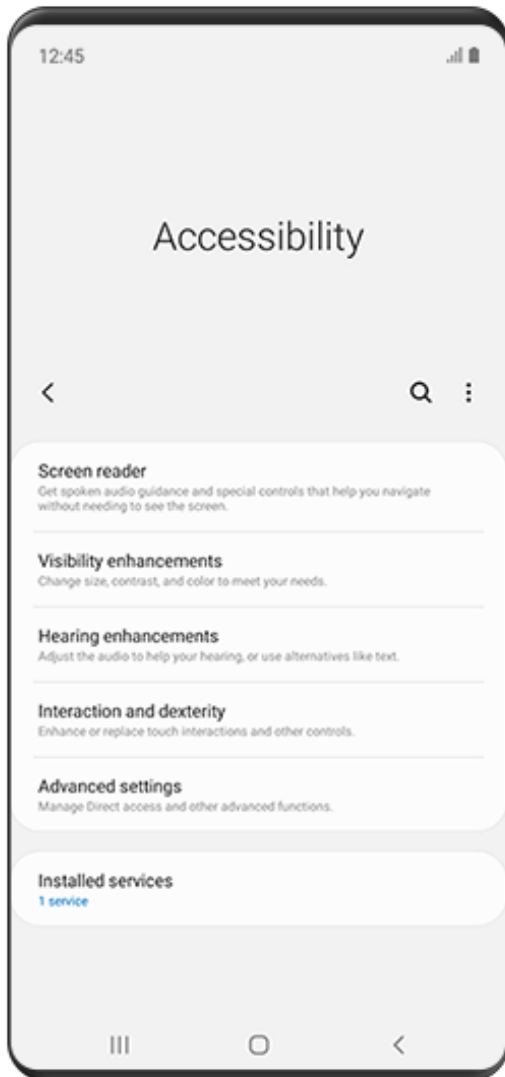 12:45
Accessibility
Screen reader
Get spoken audio guidance and special controls that help you navigate
without needing to see the screen.
Visibility enhancements
Change size, contrast, and color to meet your needs.
Hearing enhancements
Adjust the audio to help your hearing, or use alternatives like text.
Interaction and dexterity
Enhance or replace touch interactions and other controls.
Advanced settings
Manage Direct access and other advanced functions.
Installed services
1 service